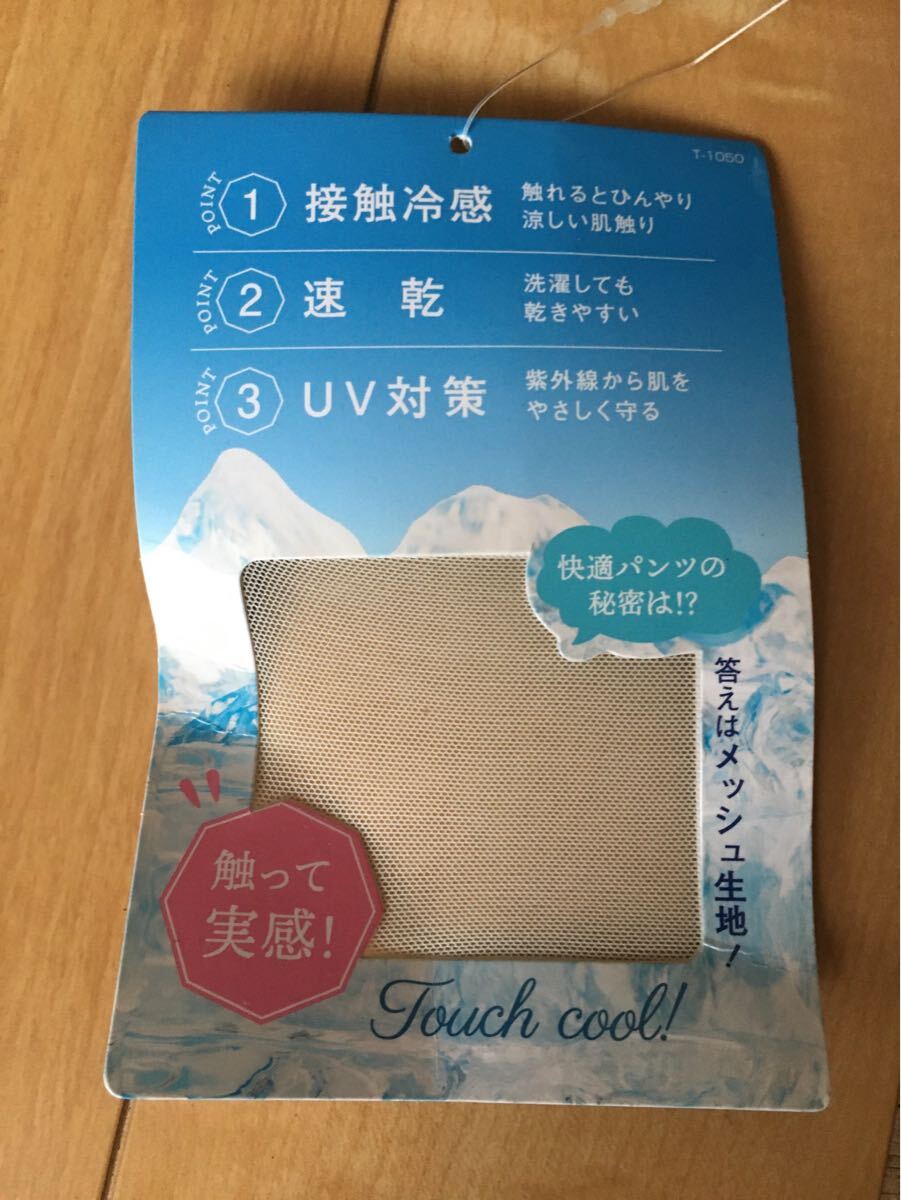 T-1050
POINT 1 接触冷感 触れるとひんやり
涼しい肌触り
POINT 2 速乾 洗濯しても
乾きやすい
POINT 3 UV対策 紫外線から肌を
やさしく守る
快適パンツの
秘密は!?
答えはメッシュ生地!
触って
実感!
Touch cool!